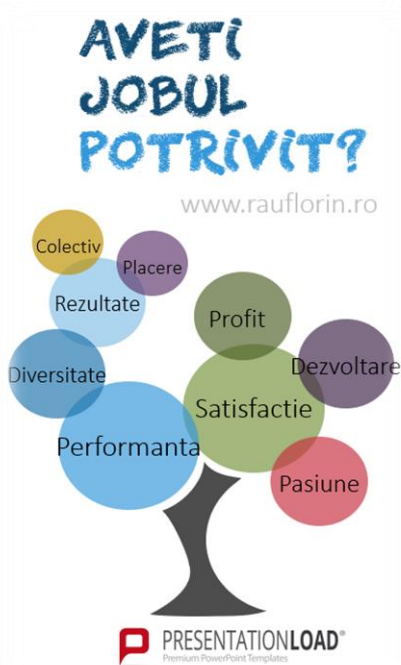 AVETi
JOBUL
POTRiViT?
www.rauflorin.ro
Colectiv
Placere
Rezultate
Profit
Diversitate
Dezvoltare
Satisfactie
Performanta
Pasiune
PRESENTATIONLOAD®
Premium PowerPoint Templates